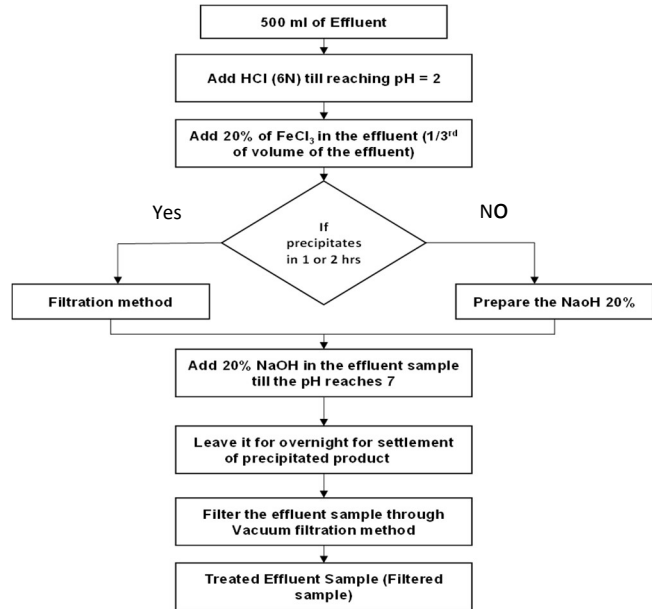 500 ml of Effluent
Add HCl (6N) till reaching pH = 2
Add 20% of FeCl₃ in the effluent (1/3ʳᵈ
of volume of the effluent)
Yes
NO
If
precipitates
in 1 or 2 hrs
Filtration method
Prepare the NaoH 20%
Add 20% NaOH in the effluent sample
till the pH reaches 7
Leave it for overnight for settlement
of precipitated product
Filter the effluent sample through
Vacuum filtration method
Treated Effluent Sample (Filtered
sample)